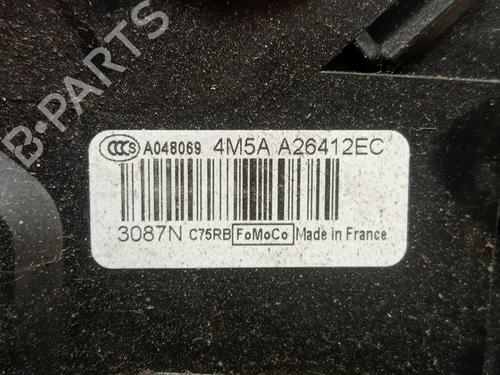 B-PARTS
CCC S A048069 4M5A A26412EC
3087N C75RB FoMoCo Made in France